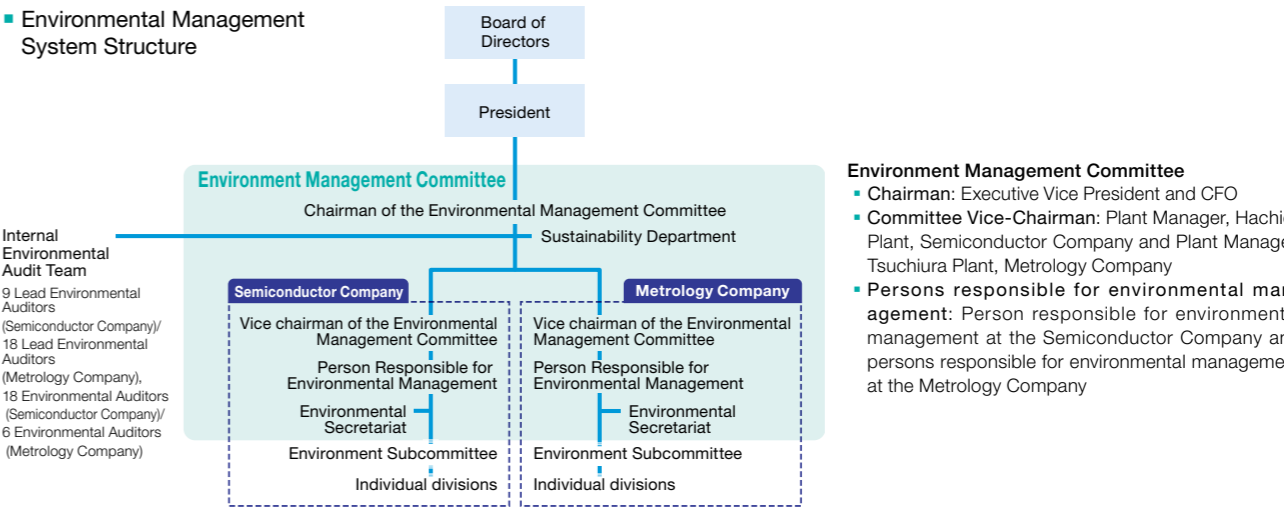 ▪ Environmental Management
System Structure
Board of
Directors
President
Environment Management Committee
Chairman of the Environmental Management Committee
Sustainability Department
Internal
Environmental
Audit Team
9 Lead Environmental
Auditors
(Semiconductor Company)/
18 Lead Environmental
Auditors
(Metrology Company),
18 Environmental Auditors
(Semiconductor Company)/
6 Environmental Auditors
(Metrology Company)
Semiconductor Company
Vice chairman of the Environmental
Management Committee
Person Responsible for
Environmental Management
Environmental
Secretariat
Environment Subcommittee
Individual divisions
Metrology Company
Vice chairman of the Environmental
Management Committee
Person Responsible for
Environmental Management
Environmental
Secretariat
Environment Subcommittee
Individual divisions
Environment Management Committee
▪ Chairman: Executive Vice President and CFO
▪ Committee Vice-Chairman: Plant Manager,
Plant, Semiconductor Company and Plant
Tsuchiura Plant, Metrology Company
▪ Persons responsible for environmental
agement: Person responsible for
management at the Semiconductor Company
persons responsible for environmental
at the Metrology Company